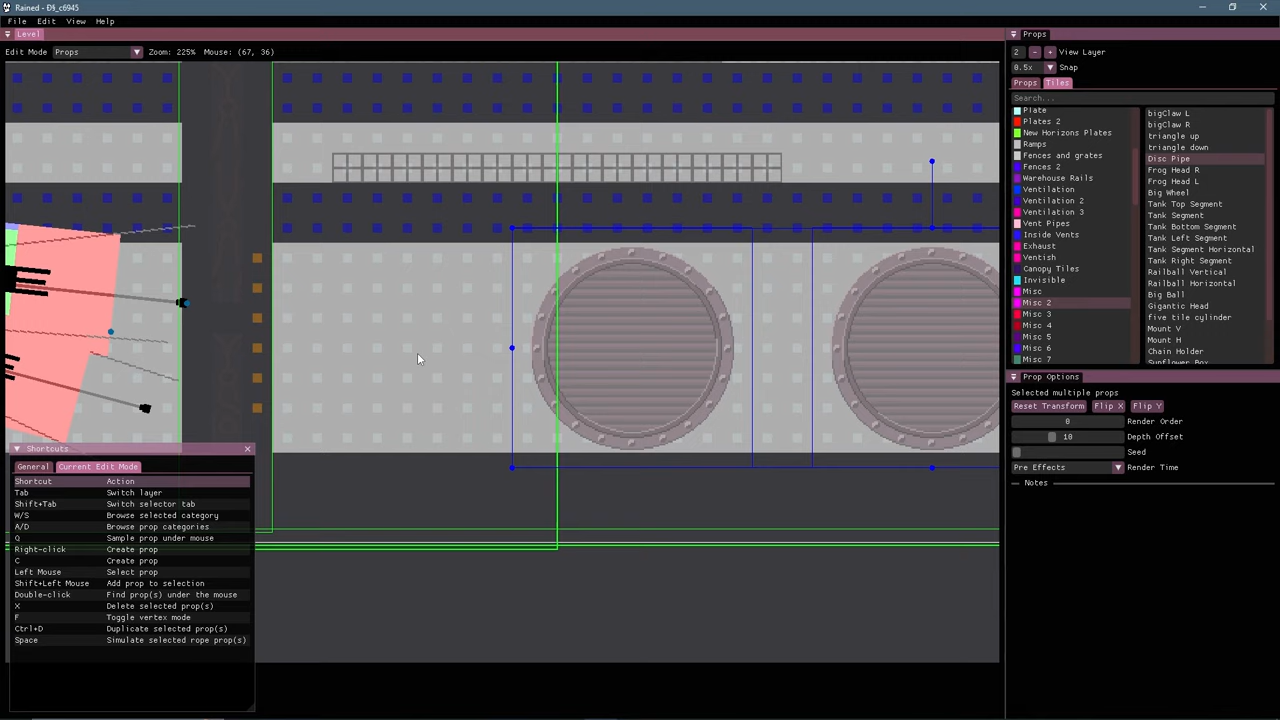 Rained - Đ§_c6945
File Edit View Help
Level
Edit Mode Props Zoom: 225% Mouse: (67, 36)
Shortcuts
General Current Edit Mode
Shortcut Action
Tab Switch layer
Shift+Tab Switch selector tab
W/S Browse selected category
A/D Browse prop categories
Q Sample prop under mouse
Right-click Create prop
C Create prop
Left Mouse Select prop
Shift+Left Mouse Add prop to selection
Double-click Find prop(s) under the mouse
X Delete selected prop(s)
F Toggle vertex mode
Ctrl+D Duplicate selected prop(s)
Space Simulate selected rope prop(s)
Props
2 - + View Layer
0.5x Snap
Props Tiles
Search...
Plate
Plates 2
New Horizons Plates
Ramps
Fences and grates
Fences 2
Warehouse Rails
Ventilation
Ventilation 2
Ventilation 3
Vent Pipes
Inside Vents
Exhaust
Ventish
Canopy Tiles
Invisible
Misc
Misc 2
Misc 3
Misc 4
Misc 5
Misc 6
Misc 7
bigClaw L
bigClaw R
triangle up
triangle down
Disc Pipe
Frog Head R
Frog Head L
Big Wheel
Tank Top Segment
Tank Segment
Tank Bottom Segment
Tank Left Segment
Tank Segment Horizontal
Tank Right Segment
Railball Vertical
Railball Horizontal
Big Ball
Gigantic Head
five tile cylinder
Mount V
Mount H
Chain Holder
Sunflower Box
Prop Options
Selected multiple props
Reset Transform Flip X Flip Y
0 Render Order
10 Depth Offset
Seed
Pre Effects Render Time
Notes